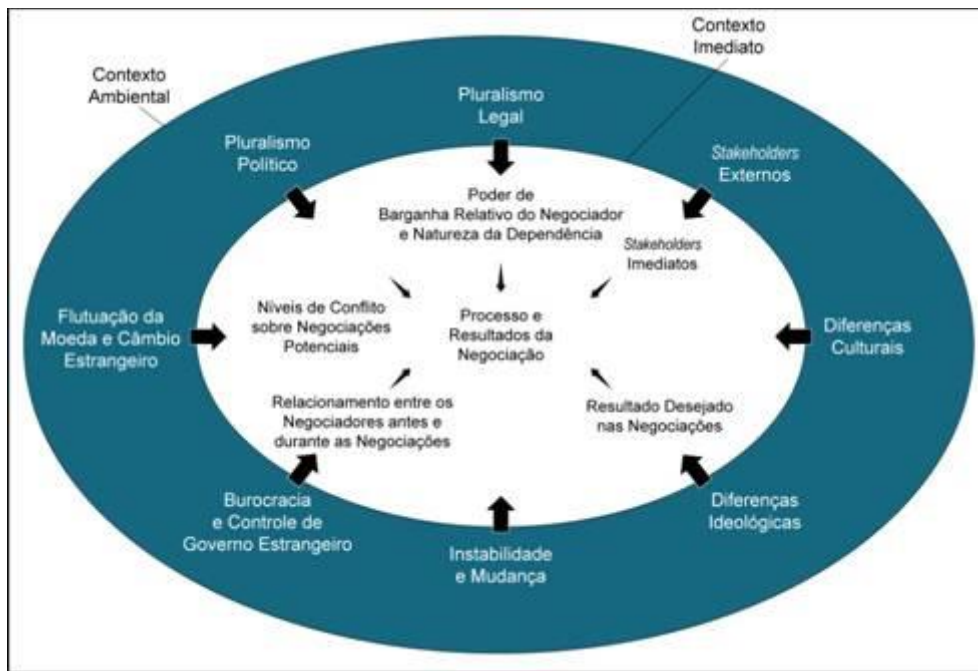 Contexto
Imediato
Contexto
Ambiental
Pluralismo
Legal
Pluralismo
Político
Stakeholders
Externos
Poder de
Barganha Relativo do Negociador
e Natureza da Dependência
Stakeholders
Imediatos
Flutuação da
Moeda e Câmbio
Estrangeiro
Níveis de Conflito
sobre Negociações
Potenciais
Processo e
Resultados da
Negociação
Diferenças
Culturais
Relacionamento entre os
Negociadores antes e
durante as Negociações
Resultado Desejado
nas Negociações
Burocracia
e Controle de
Governo Estrangeiro
Instabilidade
e Mudança
Diferenças
Ideológicas